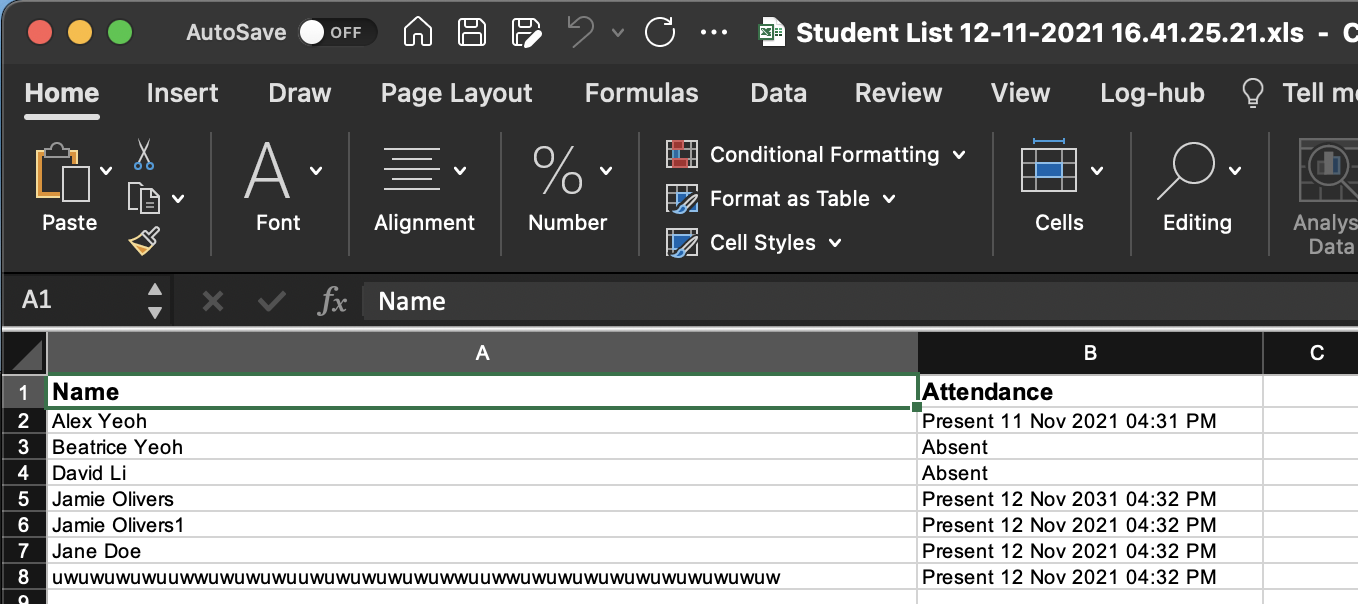 AutoSave OFF Student List 12-11-2021 16.41.25.21.xls - C
Home Insert Draw Page Layout Formulas Data Review View Log-hub Tell me
Paste
Font
Alignment
%
Number
Conditional Formatting
Format as Table
Cell Styles
Cells
Editing
Analys
Data
A1 fx Name
A B C
1 Name Attendance
2 Alex Yeoh Present 11 Nov 2021 04:31 PM
3 Beatrice Yeoh Absent
4 David Li Absent
5 Jamie Olivers Present 12 Nov 2031 04:32 PM
6 Jamie Olivers1 Present 12 Nov 2021 04:32 PM
7 Jane Doe Present 12 Nov 2021 04:32 PM
8 Present 12 Nov 2021 04:32 PM
9